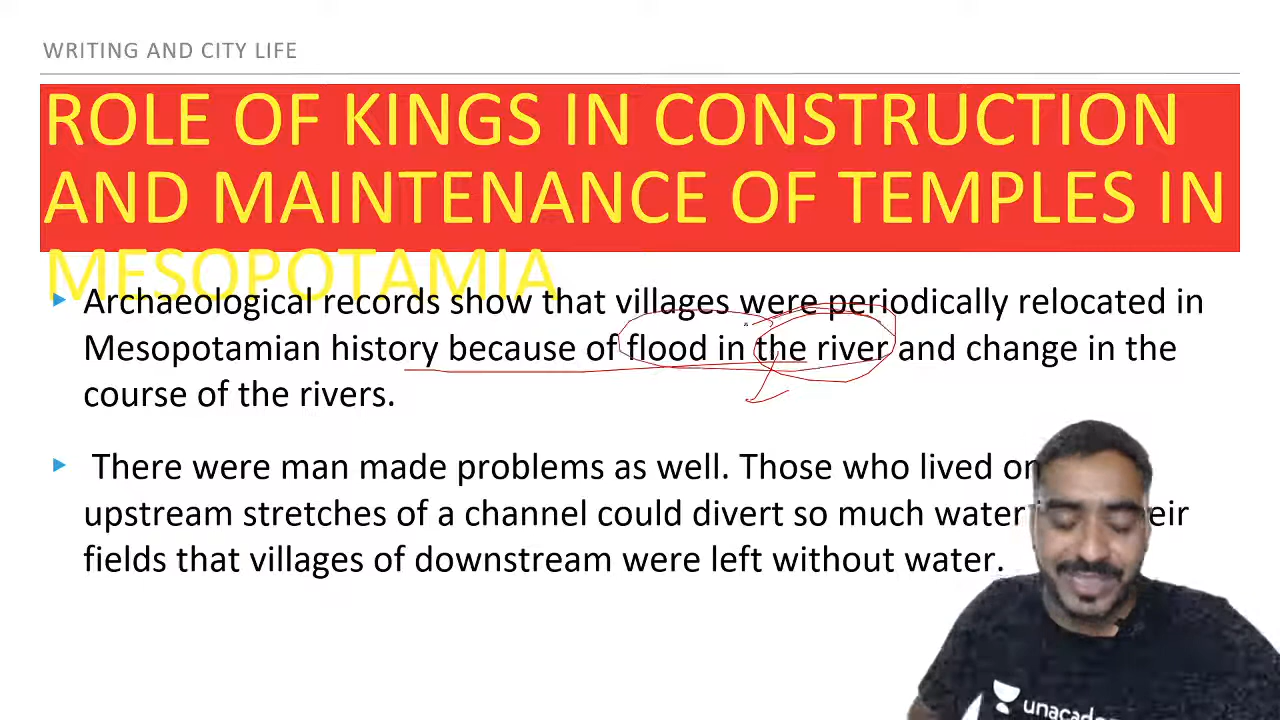 WRITING AND CITY LIFE
ROLE OF KINGS IN CONSTRUCTION
AND MAINTENANCE OF TEMPLES IN
MESOPOTAMIA
Archaeological records show that villages were periodically relocated in
Mesopotamian history because of flood in the river and change in the
course of the rivers.
There were man made problems as well. Those who lived on
upstream stretches of a channel could divert so much water
fields that villages of downstream were left without water.